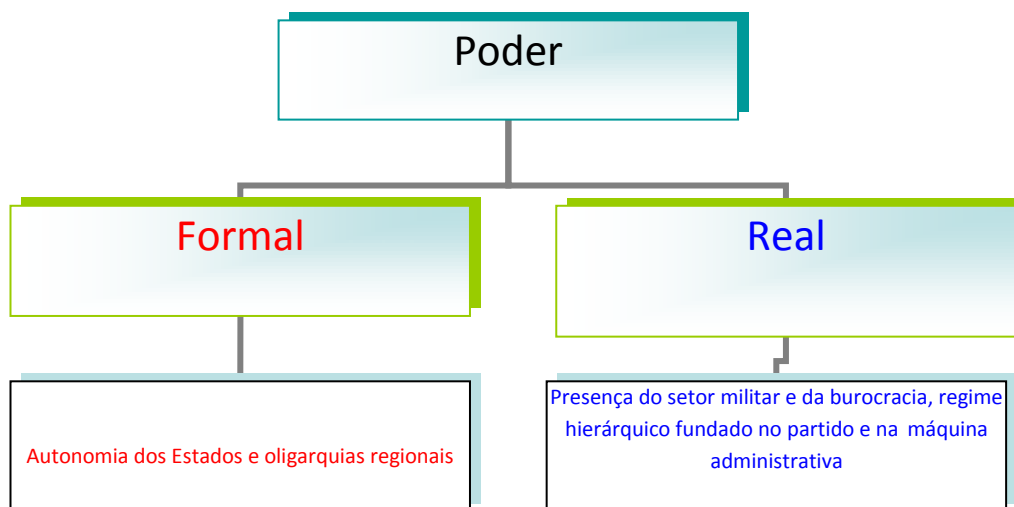 Poder
Formal
Real
Autonomia dos Estados e oligarquias regionais
Presença do setor militar e da burocracia, regime
hierárquico fundado no partido e na máquina
administrativa